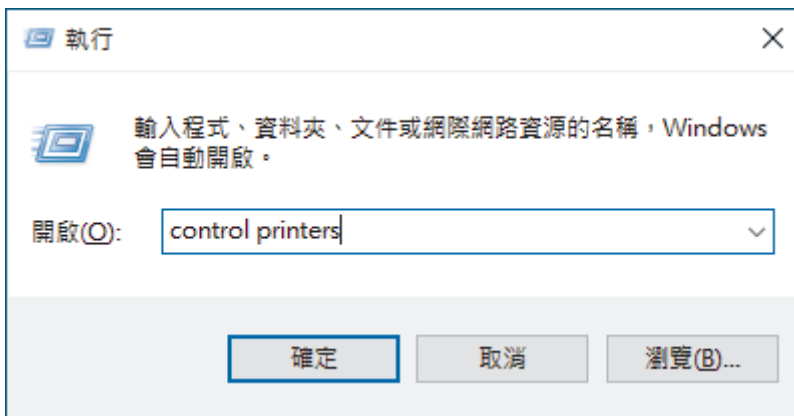 執行
輸入程式、資料夾、文件或網際網路資源的名稱，Windows
會自動開啟。
開啟(O): control printers
確定 取消 瀏覽(B)...